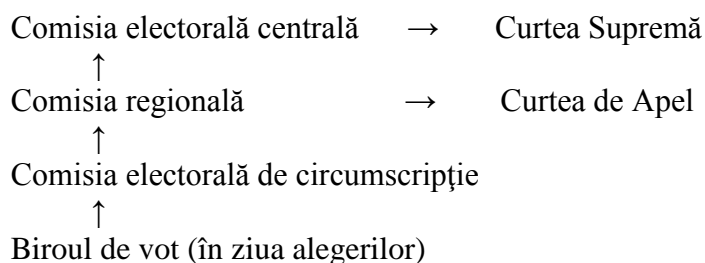 Comisia electorală centrală → Curtea Supremă
↑
Comisia regională → Curtea de Apel
↑
Comisia electorală de circumscripţie
↑
Biroul de vot (în ziua alegerilor)